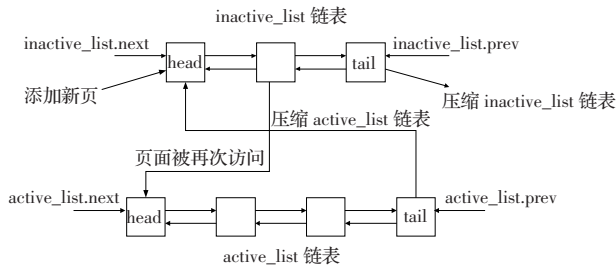 inactive_list 链表
inactive_list.next
inactive_list.prev
head
tail
添加新页
压缩 inactive_list 链表
压缩 active_list 链表
页面被再次访问
active_list.next
active_list.prev
head
tail
active_list 链表